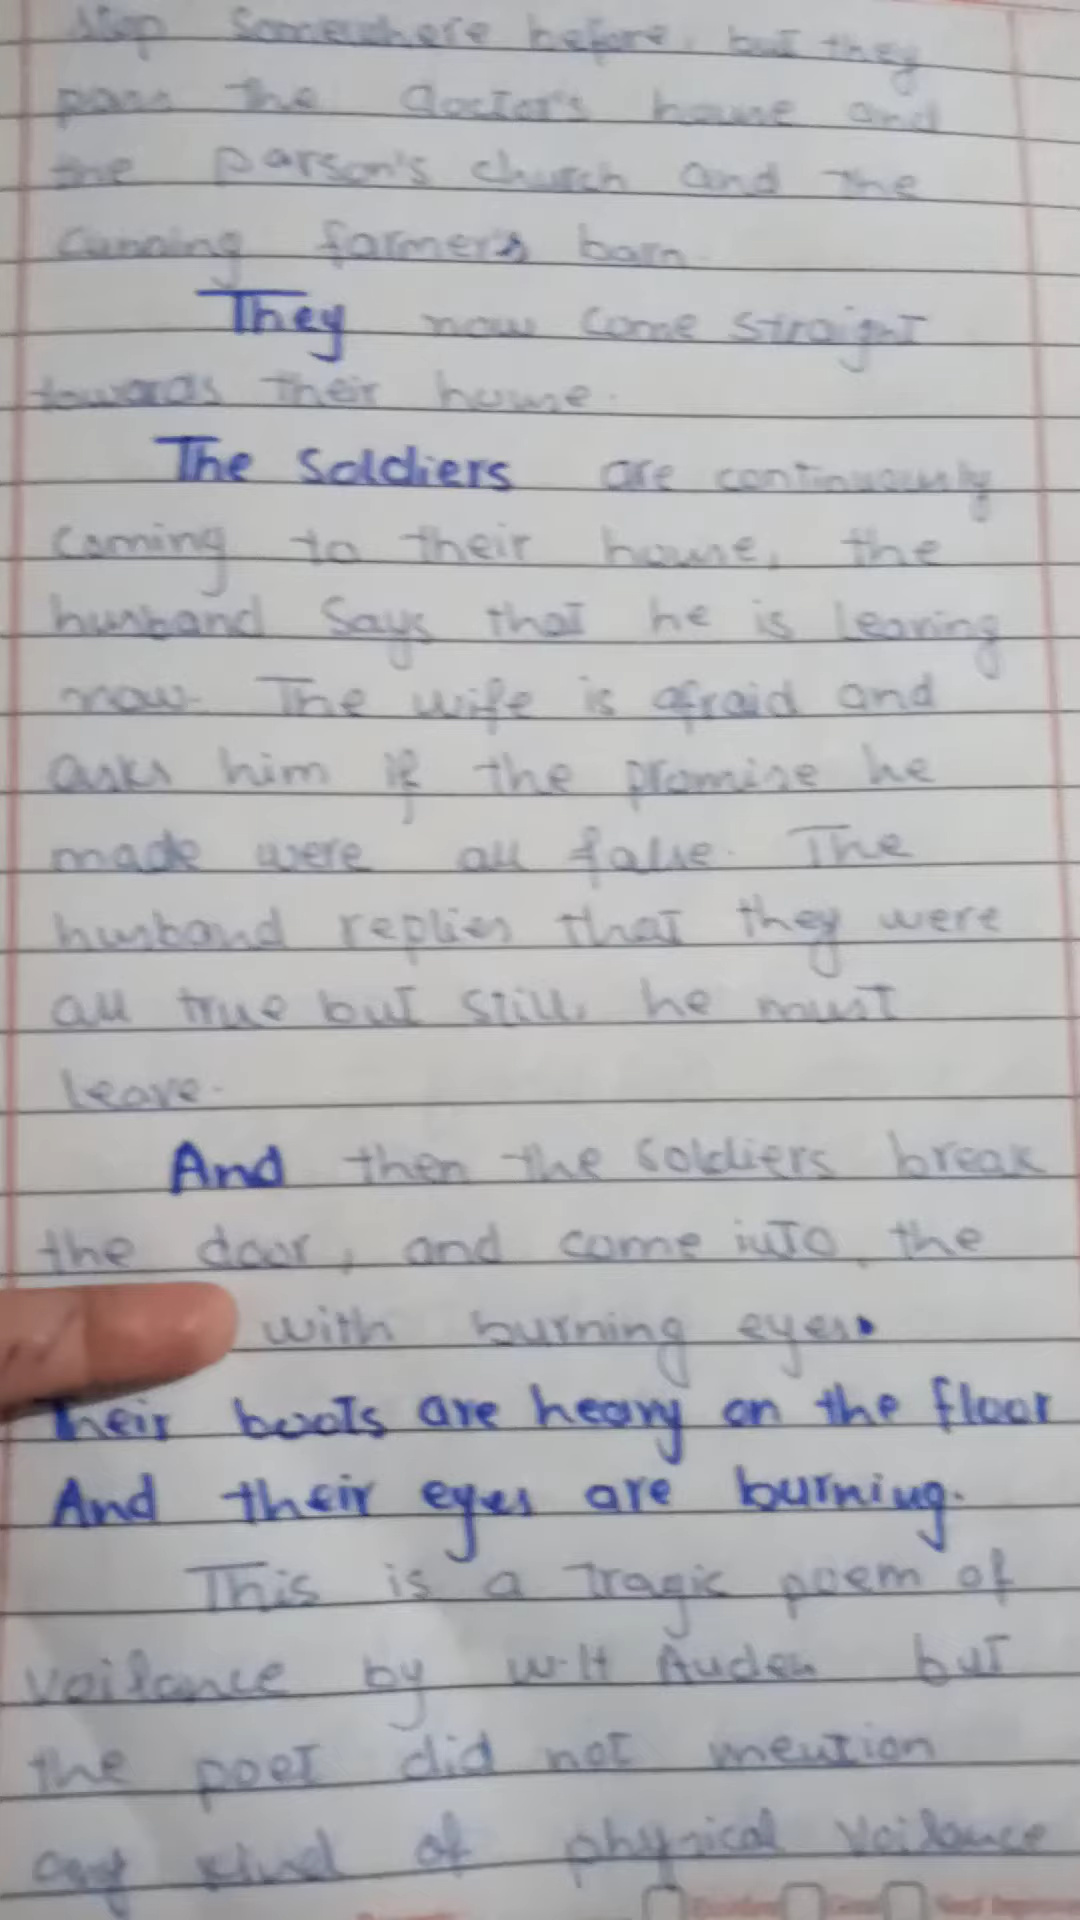 stop Somewhere before, but they
pass the doctor's house and
the parson's church and the
cunning farmer's barn.
They now come straight
towards their house.
The Soldiers are continuously
coming to their house, the
husband Says that he is leaving
now. The wife is afraid and
asks him if the promise he
made were all false. The
husband replies that they were
all true but still, he must
leave.
And then the soldiers break
the door, and come into the
with burning eyes.
Their boots are heavy on the floor
And their eyes are burning.
This is a tragic poem of
voilance by W.H Auden but
the poet did not mention
any kind of physical voilance